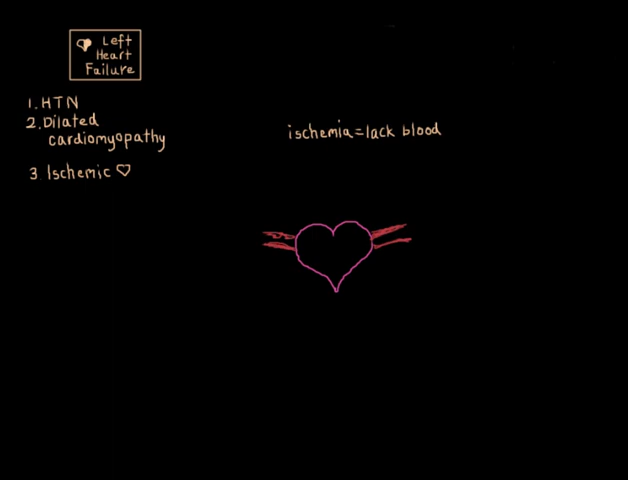 Left
Heart
Failure
1. HTN
2. Dilated
cardiomyopathy
ischemia=lack blood
3 Ischemic ♡